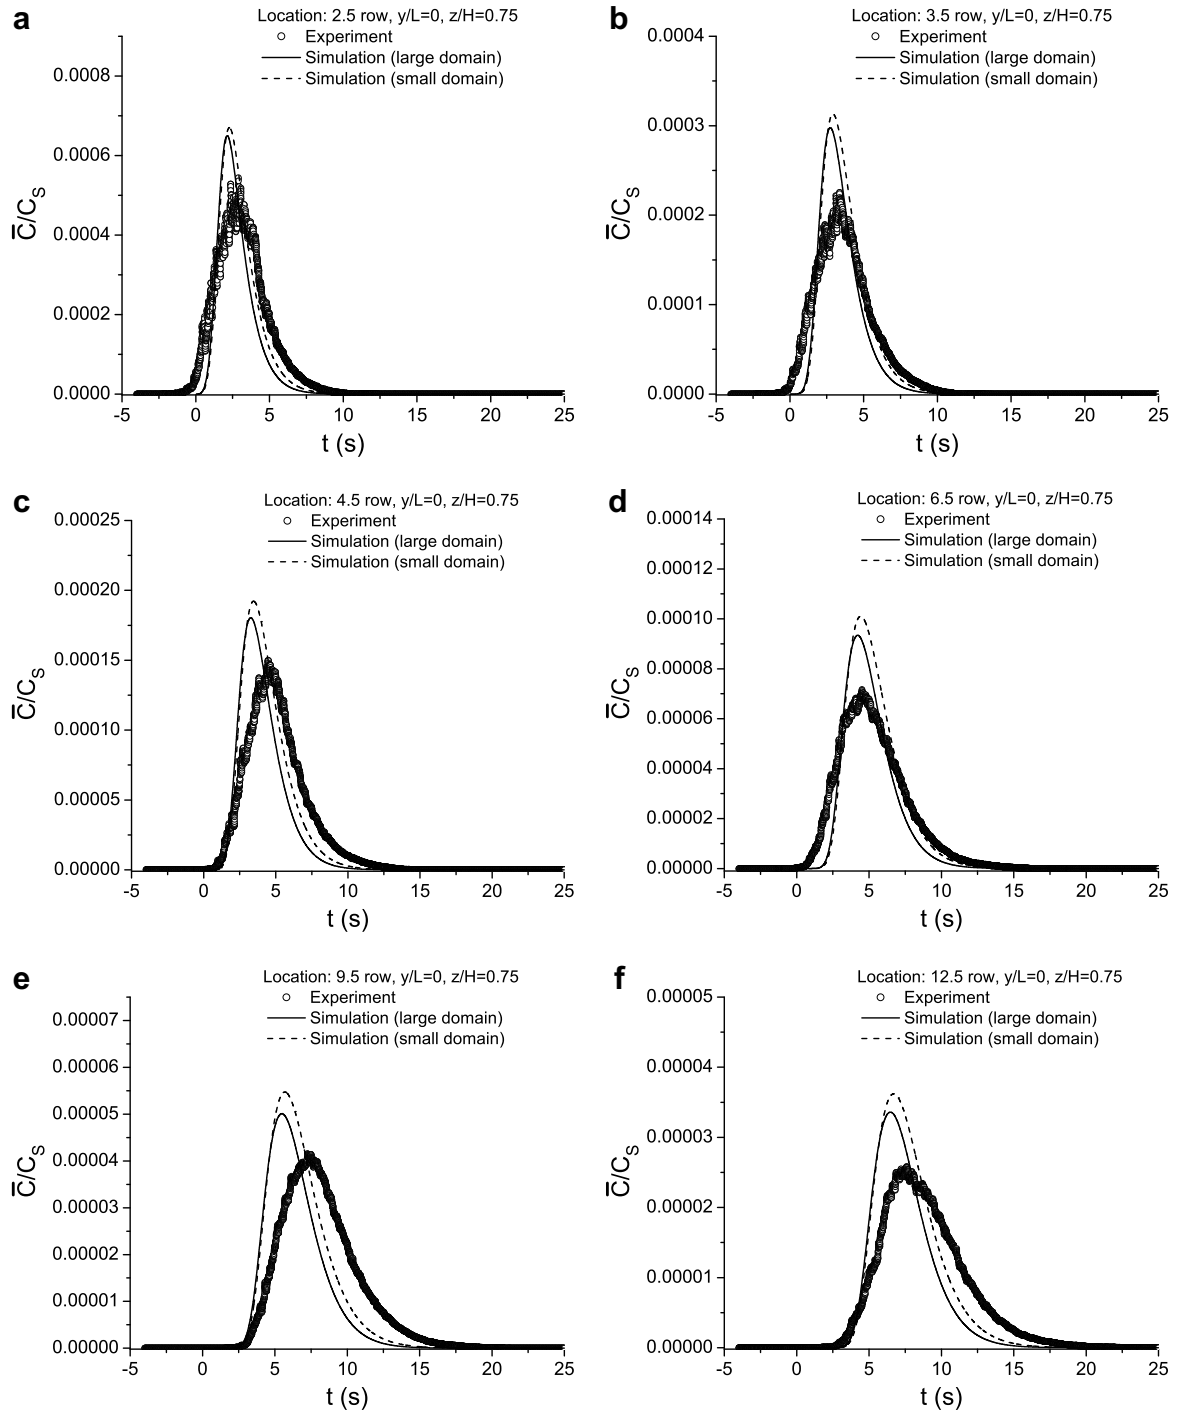 a
Location: 2.5 row, y/L=0, z/H=0.75
Experiment
Simulation (large domain)
Simulation (small domain)
0.0008
0.0006
0.0004
0.0002
0.0000
C̅/C_S
-5 0 5 10 15 20 25
t (s)
b
Location: 3.5 row, y/L=0, z/H=0.75
Experiment
Simulation (large domain)
Simulation (small domain)
0.0004
0.0003
0.0002
0.0001
0.0000
C̅/C_S
-5 0 5 10 15 20 25
t (s)
c
Location: 4.5 row, y/L=0, z/H=0.75
Experiment
Simulation (large domain)
Simulation (small domain)
0.00025
0.00020
0.00015
0.00010
0.00005
0.00000
C̅/C_S
-5 0 5 10 15 20 25
t (s)
d
Location: 6.5 row, y/L=0, z/H=0.75
Experiment
Simulation (large domain)
Simulation (small domain)
0.00014
0.00012
0.00010
0.00008
0.00006
0.00004
0.00002
0.00000
C̅/C_S
-5 0 5 10 15 20 25
t (s)
e
Location: 9.5 row, y/L=0, z/H=0.75
Experiment
Simulation (large domain)
Simulation (small domain)
0.00007
0.00006
0.00005
0.00004
0.00003
0.00002
0.00001
0.00000
C̅/C_S
-5 0 5 10 15 20 25
t (s)
f
Location: 12.5 row, y/L=0, z/H=0.75
Experiment
Simulation (large domain)
Simulation (small domain)
0.00005
0.00004
0.00003
0.00002
0.00001
0.00000
C̅/C_S
-5 0 5 10 15 20 25
t (s)